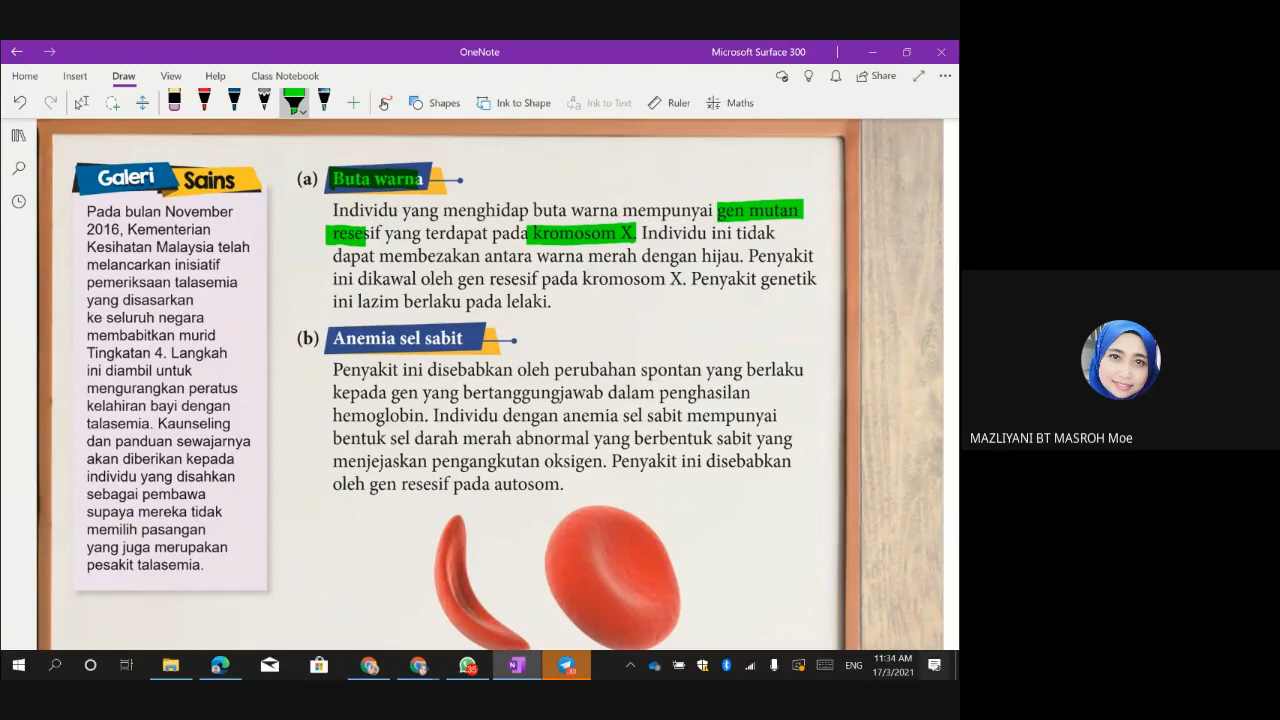 OneNote
Microsoft Surface 300
Home Insert Draw View Help Class Notebook
Share
Shapes Ink to Shape Ink to Text Ruler Maths
Galeri Sains
Pada bulan November
2016, Kementerian
Kesihatan Malaysia telah
melancarkan inisiatif
pemeriksaan talasemia
yang disasarkan
ke seluruh negara
membabitkan murid
Tingkatan 4. Langkah
ini diambil untuk
mengurangkan peratus
kelahiran bayi dengan
talasemia. Kaunseling
dan panduan sewajarnya
akan diberikan kepada
individu yang disahkan
sebagai pembawa
supaya mereka tidak
memilih pasangan
yang juga merupakan
pesakit talasemia.
(a) Buta warna
Individu yang menghidap buta warna mempunyai gen mutan
resesif yang terdapat pada kromosom X. Individu ini tidak
dapat membezakan antara warna merah dengan hijau. Penyakit
ini dikawal oleh gen resesif pada kromosom X. Penyakit genetik
ini lazim berlaku pada lelaki.
(b) Anemia sel sabit
Penyakit ini disebabkan oleh perubahan spontan yang berlaku
kepada gen yang bertanggungjawab dalam penghasilan
hemoglobin. Individu dengan anemia sel sabit mempunyai
bentuk sel darah merah abnormal yang berbentuk sabit yang
menjejaskan pengangkutan oksigen. Penyakit ini disebabkan
oleh gen resesif pada autosom.
MAZLIYANI BT MASROH Moe
35
ENG
11:34 AM
17/3/2021